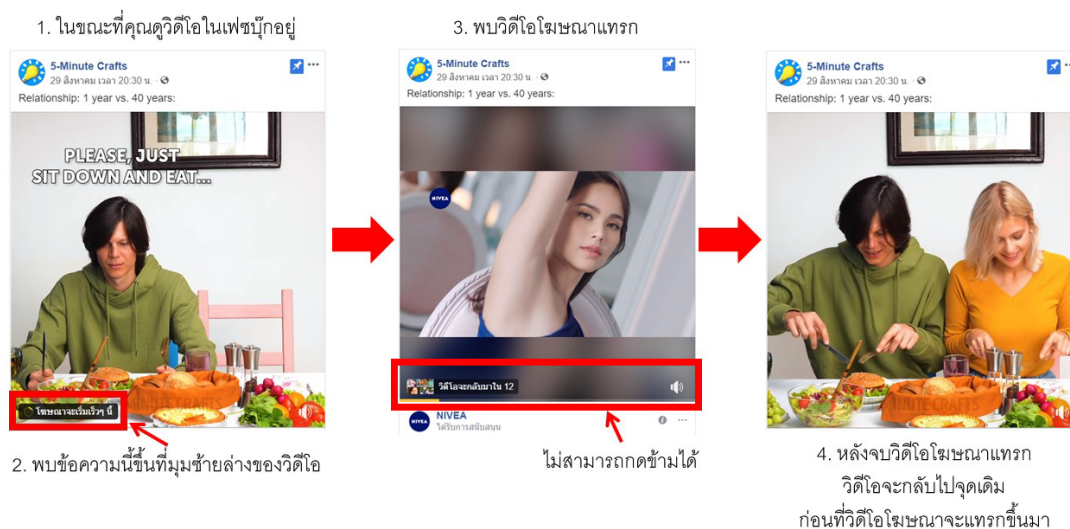 1. ในขณะที่คุณดูวิดีโอในเฟซบุ๊กอยู่
5-Minute Crafts
29 สิงหาคม เวลา 20:30 น. ·
Relationship: 1 year vs. 40 years:
PLEASE, JUST
SIT DOWN AND EAT...
โฆษณาจะเริ่มเร็วๆ นี้
2. พบข้อความนี้ขึ้นที่มุมซ้ายล่างของวิดีโอ
3. พบวิดีโอโฆษณาแทรก
5-Minute Crafts
29 สิงหาคม เวลา 20:30 น. ·
Relationship: 1 year vs. 40 years:
NIVEA
วิดีโอจะกลับมาใน 12
NIVEA
NIVEA
ได้รับการสนับสนุน
ไม่สามารถกดข้ามได้
5-Minute Crafts
29 สิงหาคม เวลา 20:30 น. ·
Relationship: 1 year vs. 40 years:
4. หลังจบวิดีโอโฆษณาแทรก
วิดีโอจะกลับไปจุดเดิม
ก่อนที่วิดีโอโฆษณาจะแทรกขึ้นมา